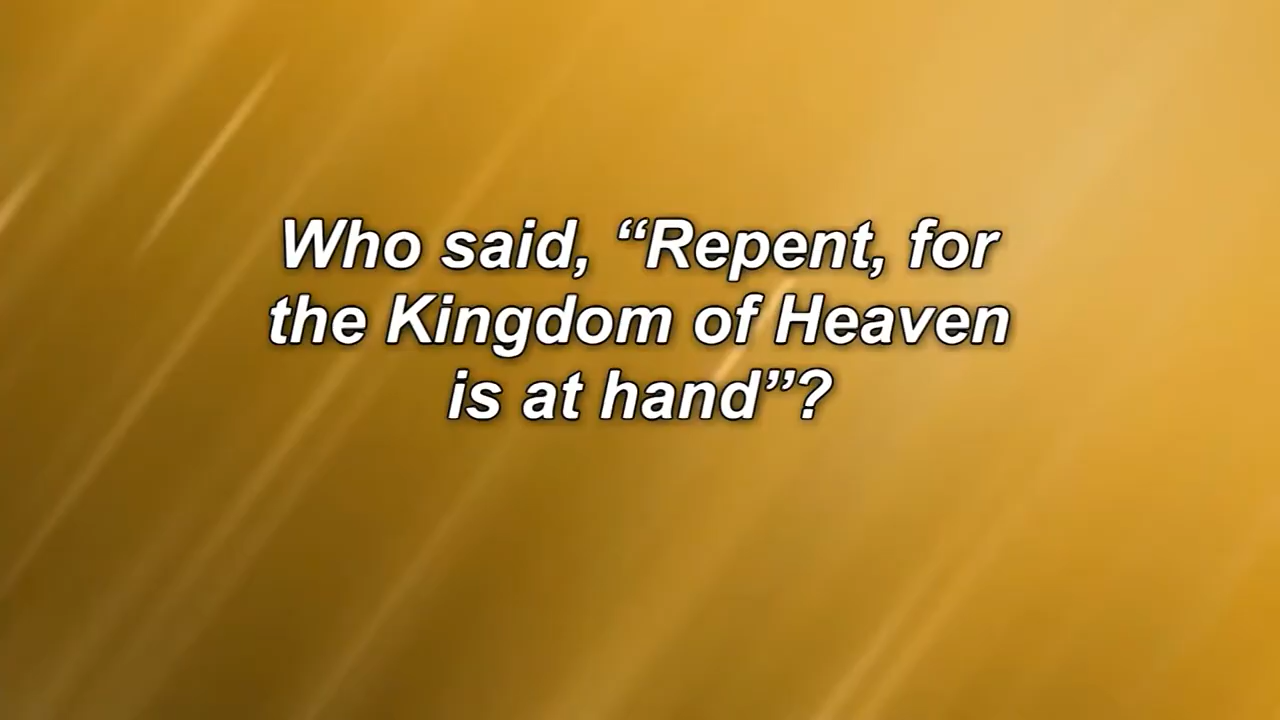 Who said, “Repent, for
the Kingdom of Heaven
is at hand”?